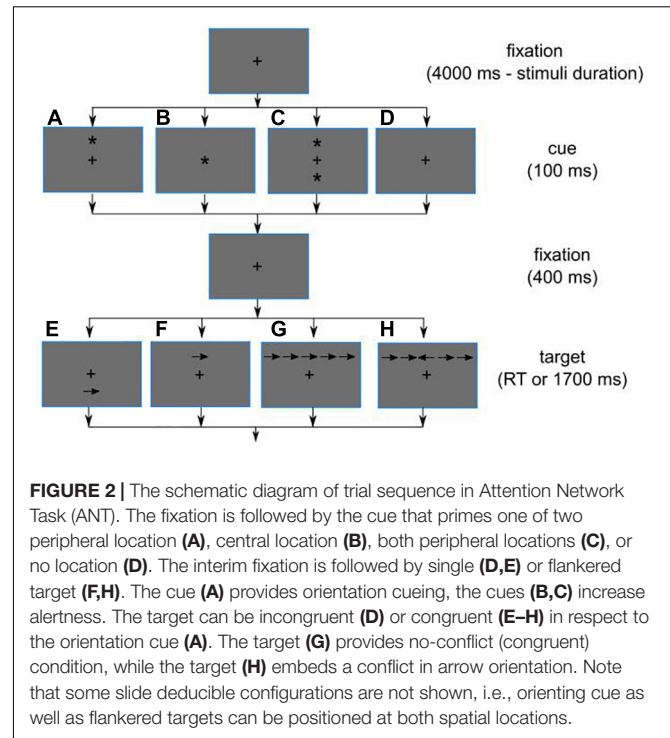 fixation
(4000 ms - stimuli duration)
A B C D
cue
(100 ms)
fixation
(400 ms)
E F G H
target
(RT or 1700 ms)
FIGURE 2 | The schematic diagram of trial sequence in Attention Network
Task (ANT). The fixation is followed by the cue that primes one of two
peripheral location (A), central location (B), both peripheral locations (C), or
no location (D). The interim fixation is followed by single (D,E) or flankered
target (F,H). The cue (A) provides orientation cueing, the cues (B,C) increase
alertness. The target can be incongruent (D) or congruent (E–H) in respect to
the orientation cue (A). The target (G) provides no-conflict (congruent)
condition, while the target (H) embeds a conflict in arrow orientation. Note
that some slide deducible configurations are not shown, i.e., orienting cue as
well as flankered targets can be positioned at both spatial locations.